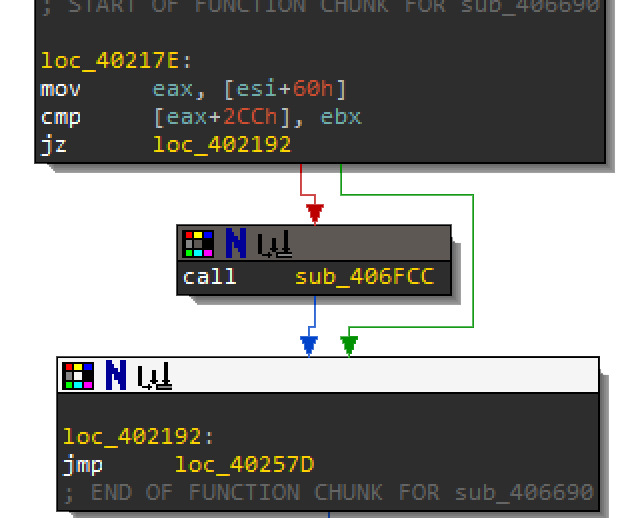 ; START OF FUNCTION CHUNK FOR sub_406690
loc_40217E:
mov eax, [esi+60h]
cmp [eax+2CCh], ebx
jz loc_402192
call sub_406FCC
loc_402192:
jmp loc_40257D
; END OF FUNCTION CHUNK FOR sub_406690